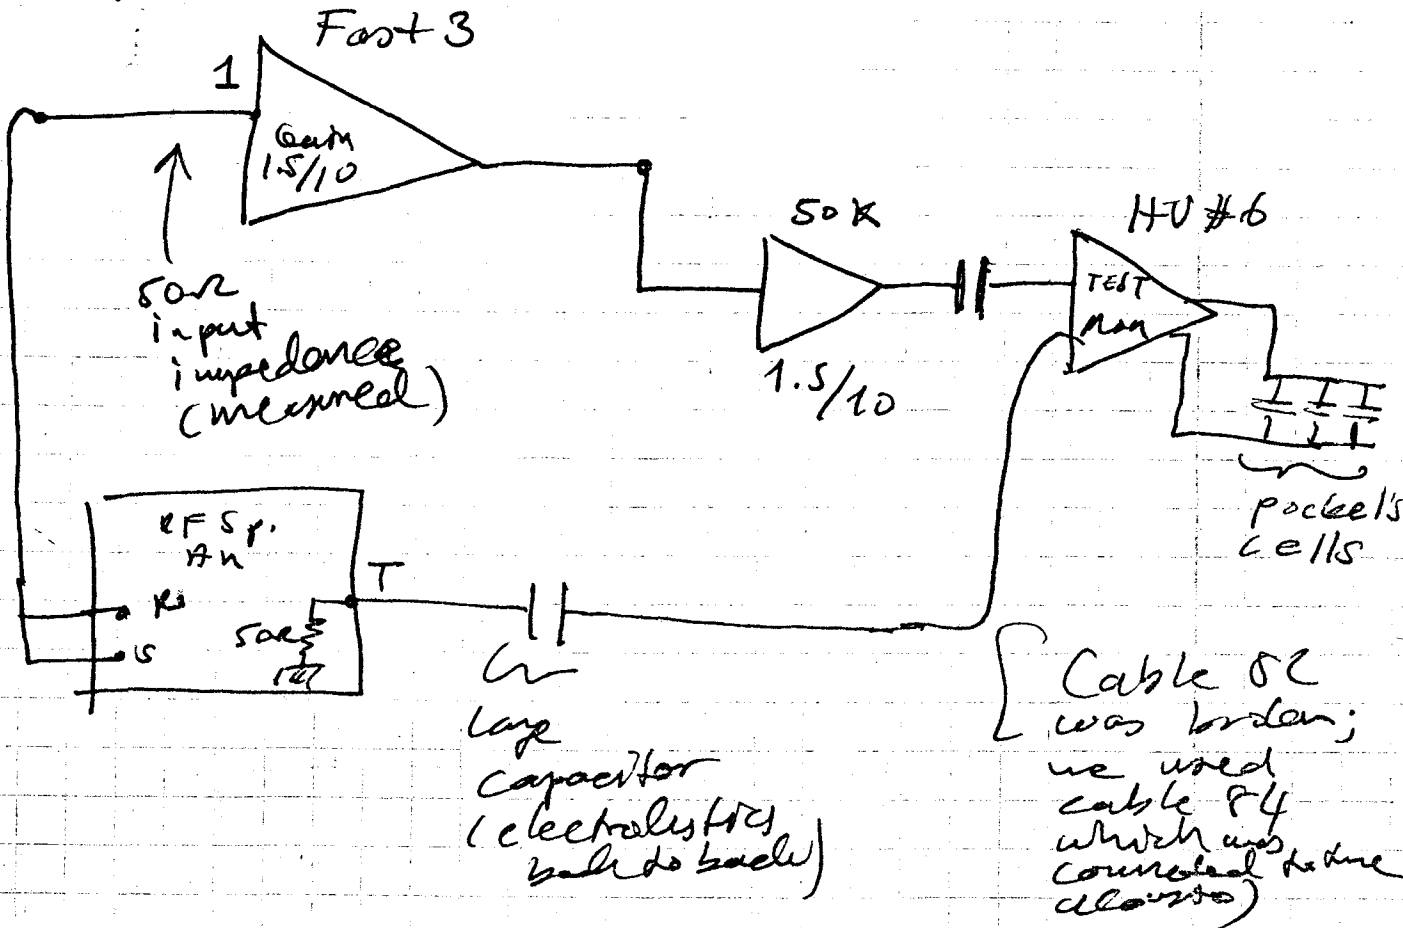 Fast 3
1
Gain
1.5/10
50Ω
input
impedance
(measured)
50K
1.5/10
HV #6
TEST
Mon
pockel's
cells
RF Sp.
An
T
50Ω
Large
capacitor
(electrolistics
back to back)
Cable 82
was broken;
we used
cable 84
which was
connected to the